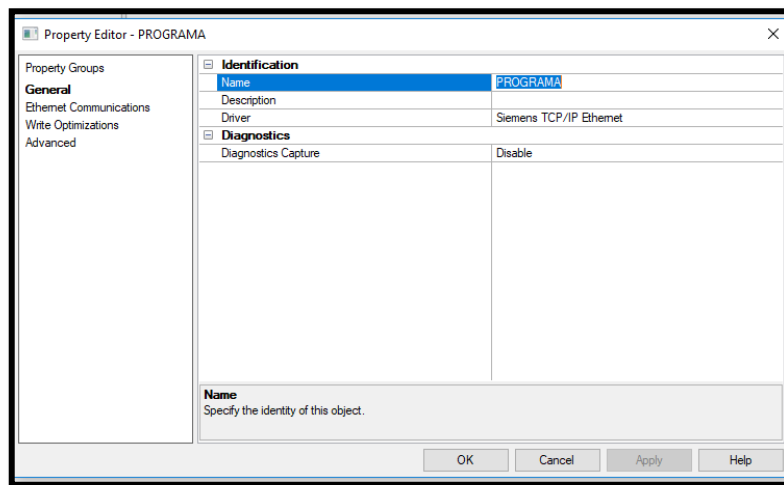 Property Editor - PROGRAMA
Property Groups
General
Ethernet Communications
Write Optimizations
Advanced
Identification
Name PROGRAMA
Description
Driver Siemens TCP/IP Ethernet
Diagnostics
Diagnostics Capture Disable
Name
Specify the identity of this object.
OK Cancel Apply Help